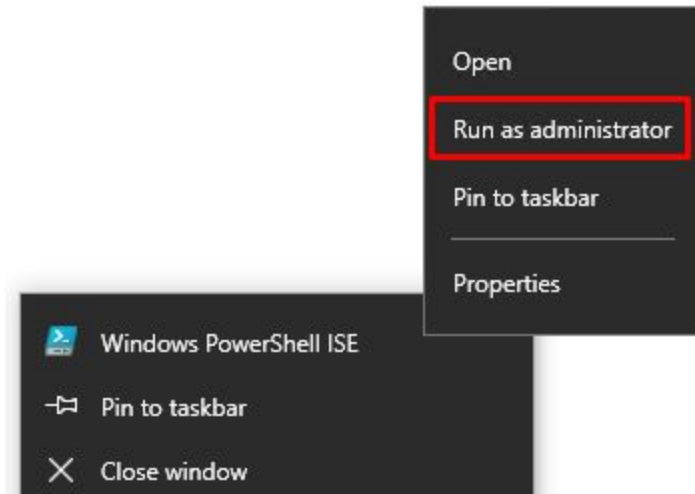 Open
Run as administrator
Pin to taskbar
Properties
Windows PowerShell ISE
Pin to taskbar
Close window